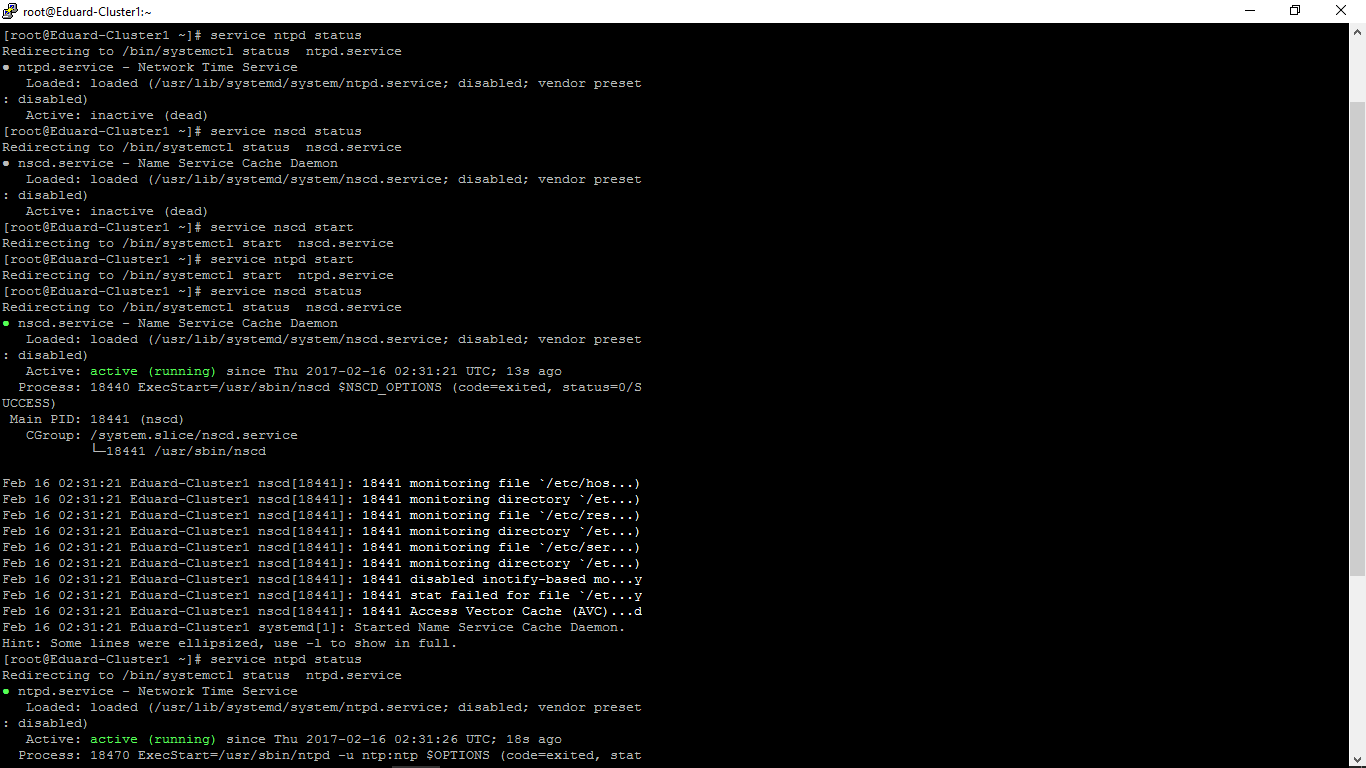 root@Eduard-Cluster1:~
[root@Eduard-Cluster1 ~]# service ntpd status
Redirecting to /bin/systemctl status  ntpd.service
● ntpd.service - Network Time Service
   Loaded: loaded (/usr/lib/systemd/system/ntpd.service; disabled; vendor preset
: disabled)
   Active: inactive (dead)
[root@Eduard-Cluster1 ~]# service nscd status
Redirecting to /bin/systemctl status  nscd.service
● nscd.service - Name Service Cache Daemon
   Loaded: loaded (/usr/lib/systemd/system/nscd.service; disabled; vendor preset
: disabled)
   Active: inactive (dead)
[root@Eduard-Cluster1 ~]# service nscd start
Redirecting to /bin/systemctl start  nscd.service
[root@Eduard-Cluster1 ~]# service ntpd start
Redirecting to /bin/systemctl start  ntpd.service
[root@Eduard-Cluster1 ~]# service nscd status
Redirecting to /bin/systemctl status  nscd.service
● nscd.service - Name Service Cache Daemon
   Loaded: loaded (/usr/lib/systemd/system/nscd.service; disabled; vendor preset
: disabled)
   Active: active (running) since Thu 2017-02-16 02:31:21 UTC; 13s ago
  Process: 18440 ExecStart=/usr/sbin/nscd $NSCD_OPTIONS (code=exited, status=0/S
UCCESS)
 Main PID: 18441 (nscd)
   CGroup: /system.slice/nscd.service
           └─18441 /usr/sbin/nscd
Feb 16 02:31:21 Eduard-Cluster1 nscd[18441]: 18441 monitoring file `/etc/hos...)
Feb 16 02:31:21 Eduard-Cluster1 nscd[18441]: 18441 monitoring directory `/et...)
Feb 16 02:31:21 Eduard-Cluster1 nscd[18441]: 18441 monitoring file `/etc/res...)
Feb 16 02:31:21 Eduard-Cluster1 nscd[18441]: 18441 monitoring directory `/et...)
Feb 16 02:31:21 Eduard-Cluster1 nscd[18441]: 18441 monitoring file `/etc/ser...)
Feb 16 02:31:21 Eduard-Cluster1 nscd[18441]: 18441 monitoring directory `/et...)
Feb 16 02:31:21 Eduard-Cluster1 nscd[18441]: 18441 disabled inotify-based mo...y
Feb 16 02:31:21 Eduard-Cluster1 nscd[18441]: 18441 stat failed for file `/et...y
Feb 16 02:31:21 Eduard-Cluster1 nscd[18441]: 18441 Access Vector Cache (AVC)...d
Feb 16 02:31:21 Eduard-Cluster1 systemd[1]: Started Name Service Cache Daemon.
Hint: Some lines were ellipsized, use -l to show in full.
[root@Eduard-Cluster1 ~]# service ntpd status
Redirecting to /bin/systemctl status  ntpd.service
● ntpd.service - Network Time Service
   Loaded: loaded (/usr/lib/systemd/system/ntpd.service; disabled; vendor preset
: disabled)
   Active: active (running) since Thu 2017-02-16 02:31:26 UTC; 18s ago
  Process: 18470 ExecStart=/usr/sbin/ntpd -u ntp:ntp $OPTIONS (code=exited, stat